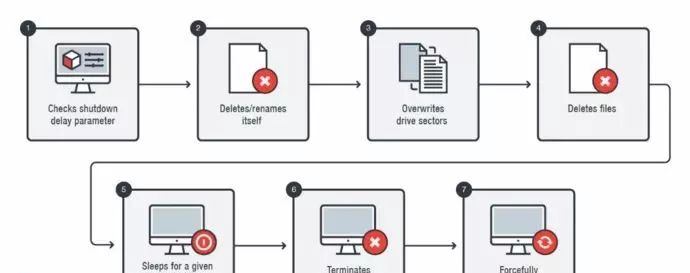 1
Checks shutdown
delay parameter
2
Deletes/renames
itself
3
Overwrites
drive sectors
4
Deletes files
5
Sleeps for a given
6
Terminates
7
Forcefully